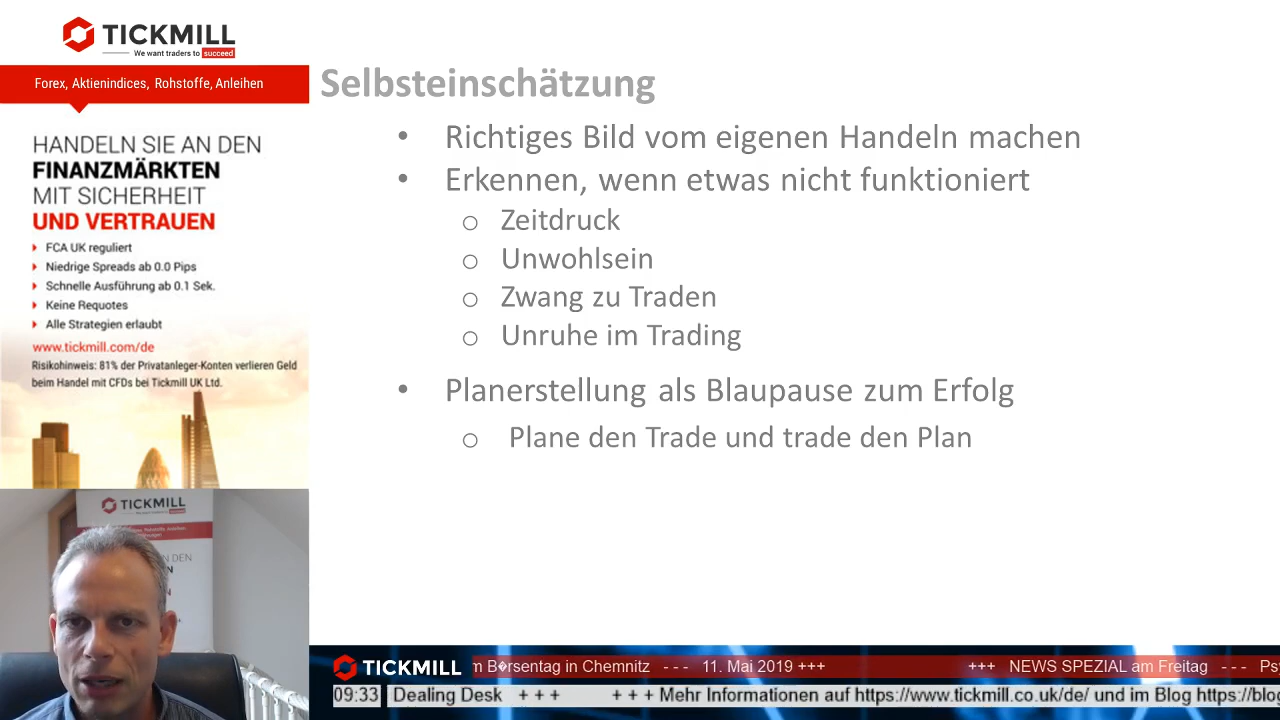 TICKMILL
We want traders to succeed
Forex, Aktienindices, Rohstoffe, Anleihen
HANDELN SIE AN DEN
FINANZMÄRKTEN
MIT SICHERHEIT
UND VERTRAUEN
FCA UK reguliert
Niedrige Spreads ab 0.0 Pips
Schnelle Ausführung ab 0.1 Sek.
Keine Requotes
Alle Strategien erlaubt
www.tickmill.com/de
Risikohinweis: 81% der Privatanleger-Konten verlieren Geld
beim Handel mit CFDs bei Tickmill UK Ltd.
Selbsteinschätzung
• Richtiges Bild vom eigenen Handeln machen
• Erkennen, wenn etwas nicht funktioniert
o Zeitdruck
o Unwohlsein
o Zwang zu Traden
o Unruhe im Trading
• Planerstellung als Blaupause zum Erfolg
o Plane den Trade und trade den Plan
TICKMILL
EN DEN
TICKMILL m B�rsentag in Chemnitz - - - 11. Mai 2019 +++ +++ NEWS SPEZIAL am Freitag - - - Ps
09:33 Dealing Desk + + + + + + Mehr Informationen auf https://www.tickmill.co.uk/de/ und im Blog https://blog